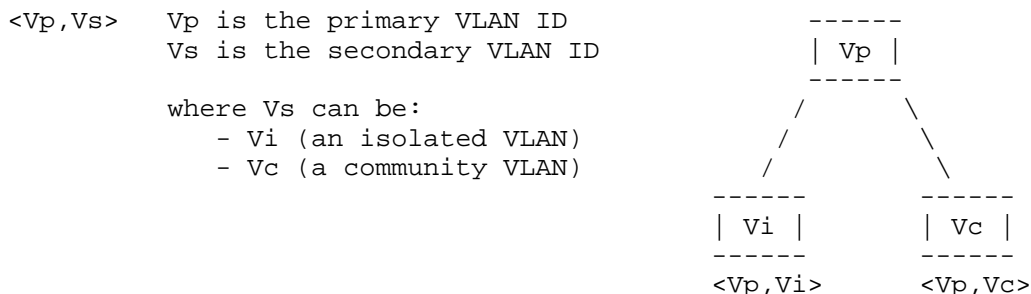 <Vp,Vs>   Vp is the primary VLAN ID                 ------
          Vs is the secondary VLAN ID              | Vp |
                                                   ------
          where Vs can be:                        /      \
             - Vi (an isolated VLAN)             /        \
             - Vc (a community VLAN)            /          \
                                             ------       ------
                                             | Vi |       | Vc |
                                             ------       ------
                                             <Vp,Vi>      <Vp,Vc>